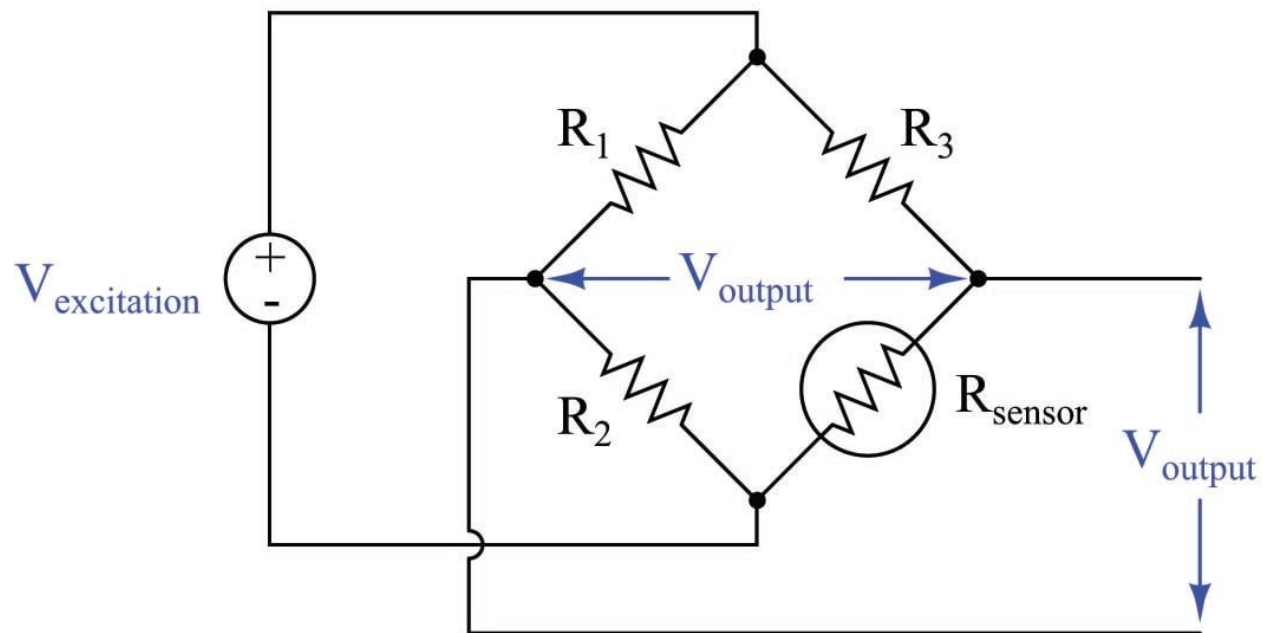 R1
R3
+
-
Vexcitation
Voutput
R2
Rsensor
Voutput